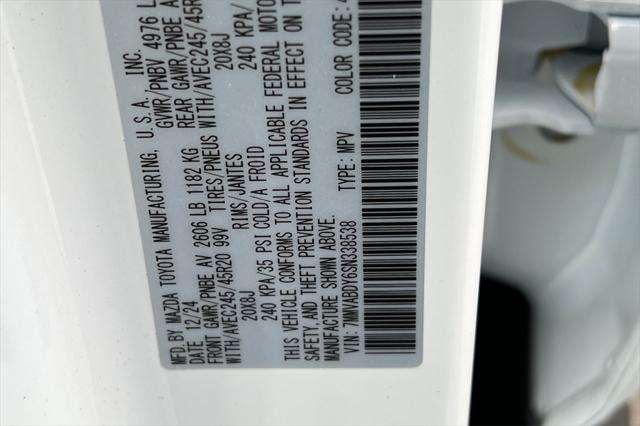 MFD. BY MAZDA TOYOTA MANUFACTURING, U.S.A. INC.
DATE 12/24 GVWR/PNBV 4976 L
FRONT GAWR/PNBE AV 2606 LB 1182 KG REAR GAWR/PNBE A
WITH/AVEC245/45R20 99V TIRES/PNEUS WITH/AVEC245/45R
20X8J RIMS/JANTES 20X8J
240 KPA/35 PSI COLD/A FROID 240 KPA/
THIS VEHICLE CONFORMS TO ALL APPLICABLE FEDERAL MOTOR
SAFETY, AND THEFT PREVENTION STANDARDS IN EFFECT ON T
MANUFACTURE SHOWN ABOVE.
VIN: 7MMVABDY6SN338538 TYPE: MPV COLOR CODE: 4